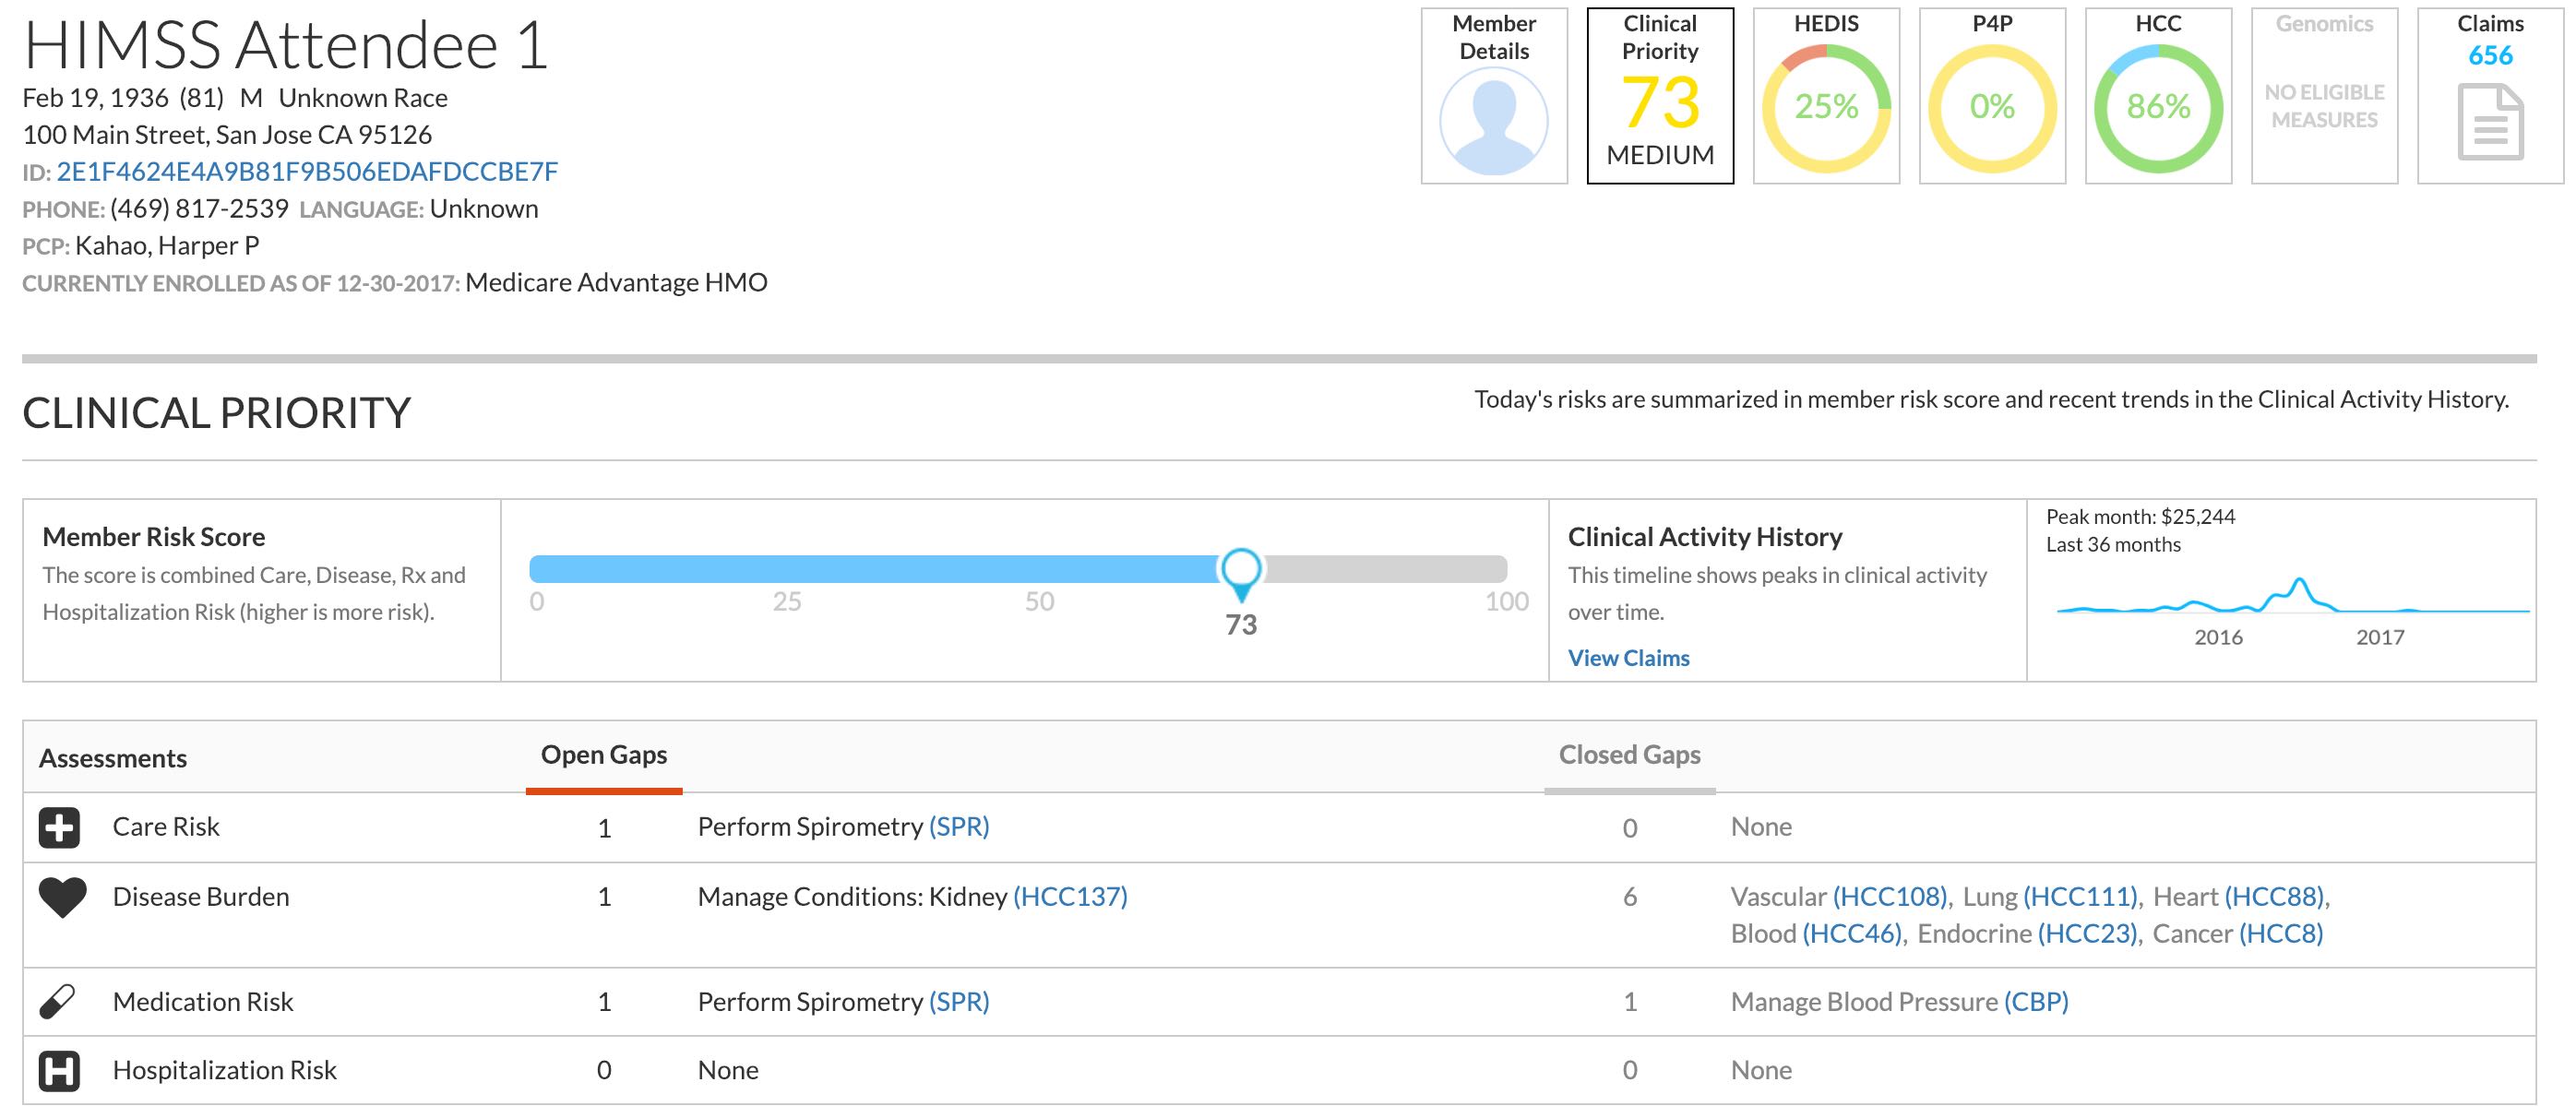 HIMSS Attendee 1
Feb 19, 1936 (81) M Unknown Race
100 Main Street, San Jose CA 95126
ID: 2E1F4624E4A9B81F9B506EDAFDCCBE7F
PHONE: (469) 817-2539 LANGUAGE: Unknown
PCP: Kahao, Harper P
CURRENTLY ENROLLED AS OF 12-30-2017: Medicare Advantage HMO
Member
Details
Clinical
Priority
73
MEDIUM
HEDIS
25%
P4P
0%
HCC
86%
Genomics
NO ELIGIBLE
MEASURES
Claims
656
CLINICAL PRIORITY
Today's risks are summarized in member risk score and recent trends in the Clinical Activity History.
Member Risk Score
The score is combined Care, Disease, Rx and
Hospitalization Risk (higher is more risk).
0 25 50 100
73
Clinical Activity History
This timeline shows peaks in clinical activity
over time.
View Claims
Peak month: $25,244
Last 36 months
2016 2017
Assessments Open Gaps Closed Gaps
Care Risk 1 Perform Spirometry (SPR) 0 None
Disease Burden 1 Manage Conditions: Kidney (HCC137) 6 Vascular (HCC108), Lung (HCC111), Heart (HCC88),
Blood (HCC46), Endocrine (HCC23), Cancer (HCC8)
Medication Risk 1 Perform Spirometry (SPR) 1 Manage Blood Pressure (CBP)
H Hospitalization Risk 0 None 0 None